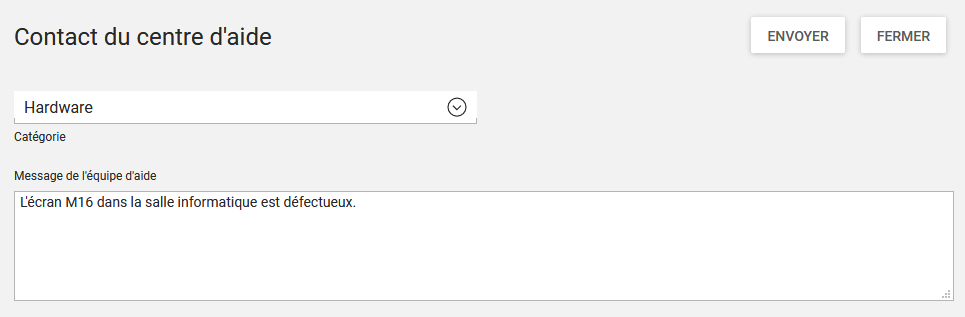 Contact du centre d'aide
ENVOYER
FERMER
Hardware
Catégorie
Message de l'équipe d'aide
L'écran M16 dans la salle informatique est défectueux.